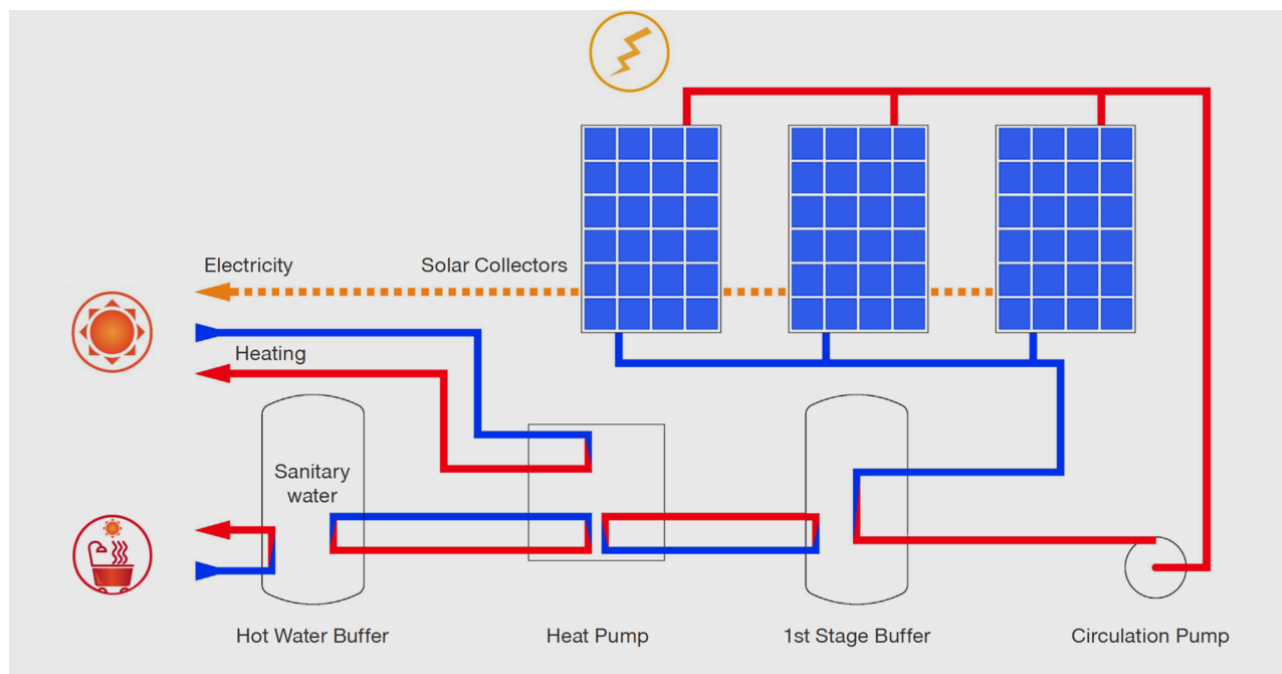 Electricity
Solar Collectors
Heating
Sanitary
water
Hot Water Buffer
Heat Pump
1st Stage Buffer
Circulation Pump